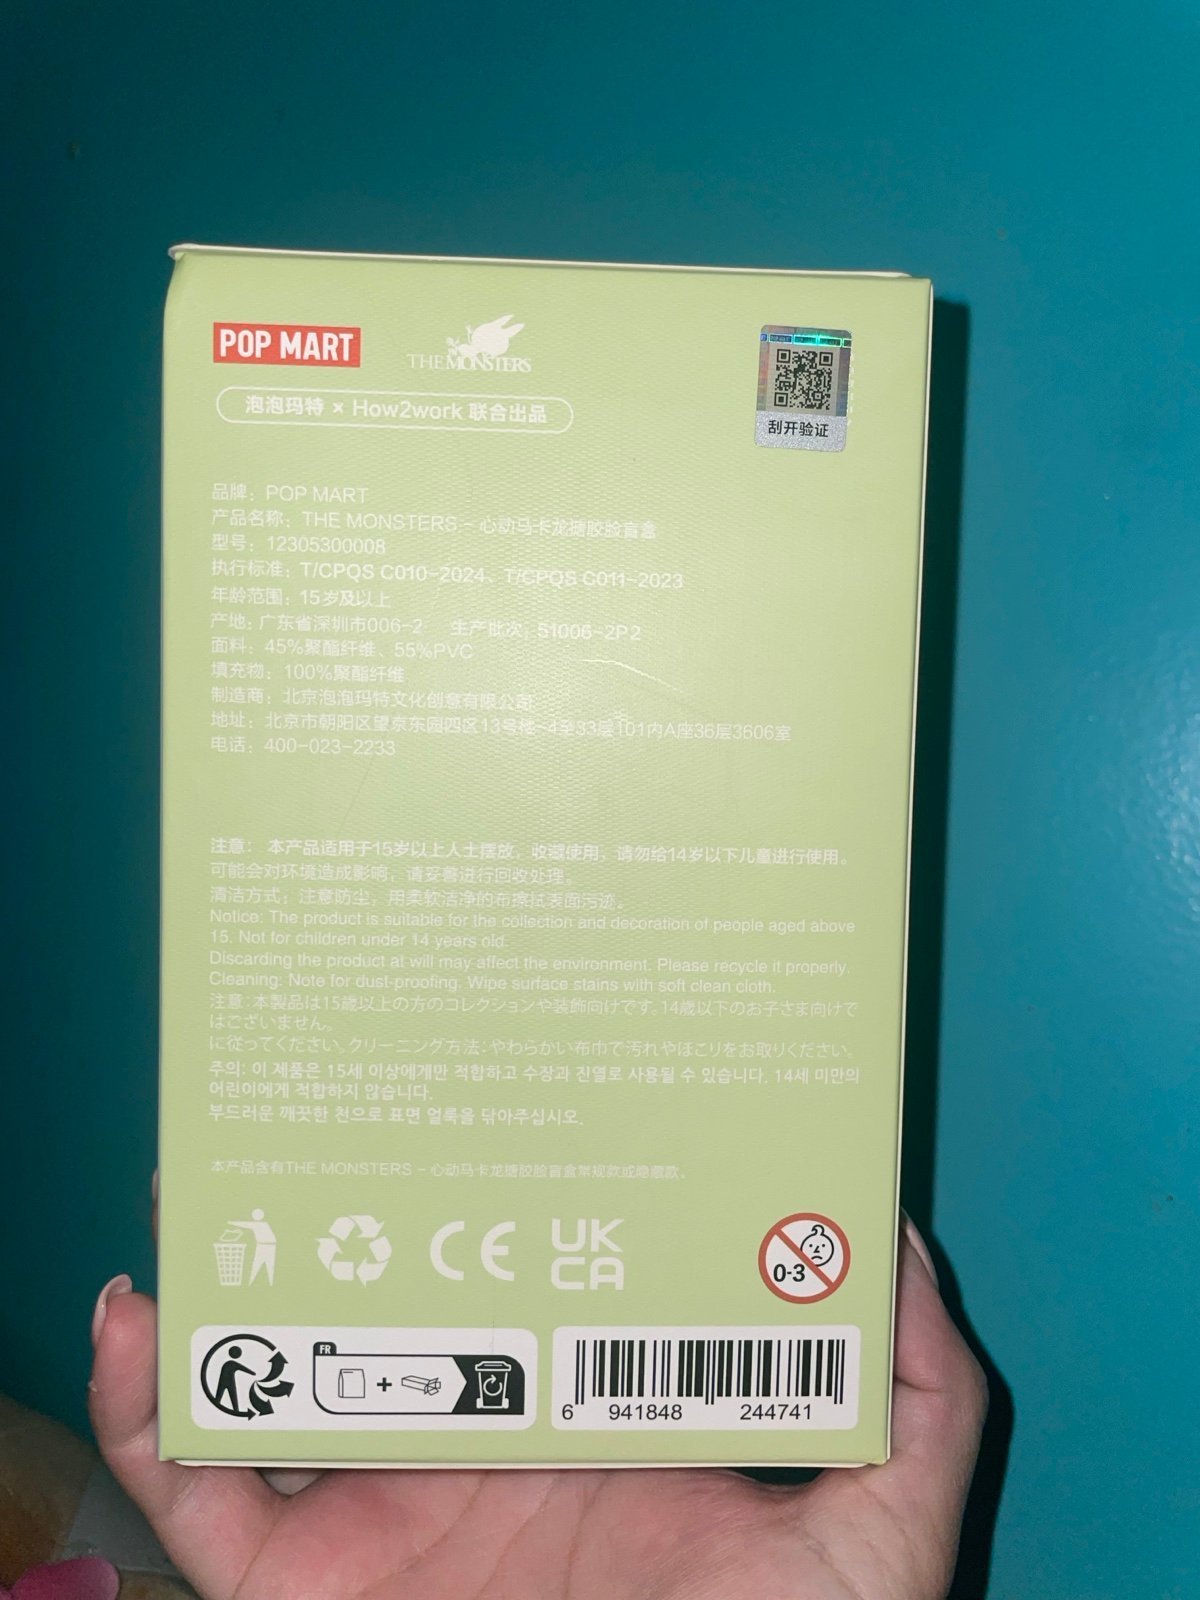 POP MART
THE MONSTERS
泡泡玛特 × How2work 联合出品
刮开验证
品牌：POP MART
产品名称：THE MONSTERS - 心动马卡龙搪胶脸盲盒
型号：12305300008
执行标准：T/CPQS C010-2024、T/CPQS C011-2023
年龄范围：15岁及以上
产地：广东省深圳市006-2 生产批次：51006-2P2
面料：45%聚酯纤维、55%PVC
填充物：100%聚酯纤维
制造商：北京泡泡玛特文化创意有限公司
地址：北京市朝阳区望京东园四区13号楼-4至33层101内A座36层3606室
电话：400-023-2233
注意： 本产品适用于15岁以上人士摆放，收藏使用，请勿给14岁以下儿童进行使用。
可能会对环境造成影响，请妥善进行回收处理。
清洁方式：注意防尘，用柔软洁净的布擦拭表面污迹。
Notice: The product is suitable for the collection and decoration of people aged above
15. Not for children under 14 years old.
Discarding the product at will may affect the environment. Please recycle it properly.
Cleaning: Note for dust-proofing. Wipe surface stains with soft clean cloth.
注意：本製品は15歳以上の方のコレクションや装飾向けです。14歳以下のお子さま向けで
はございません。
に従ってください。クリーニング方法：やわらかい布巾で汚れやほこりをお取りください。
주의: 이 제품은 15세 이상에게만 적합하고 수장과 진열로 사용될 수 있습니다. 14세 미만의
어린이에게 적합하지 않습니다.
부드러운 깨끗한 천으로 표면 얼룩을 닦아주십시오.
本产品含有THE MONSTERS - 心动马卡龙搪胶脸盲盒常规款或隐藏款。
CE
UK
CA
0-3
FR
6 941848 244741